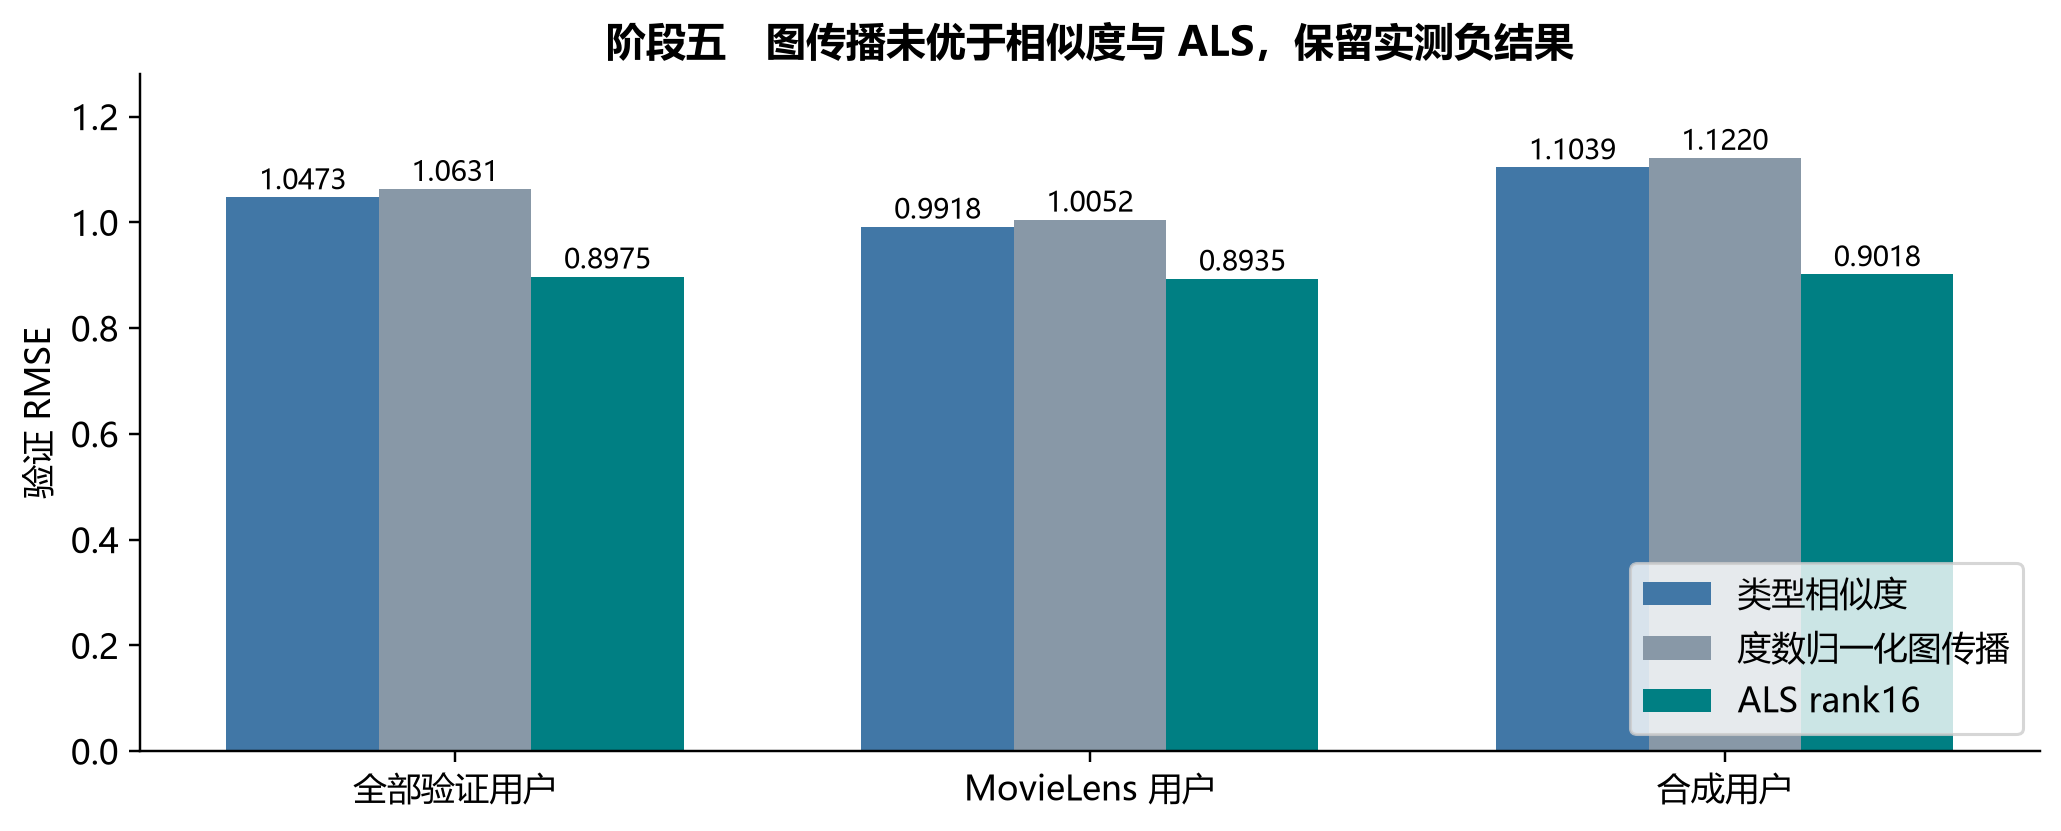 阶段五　图传播未优于相似度与 ALS，保留实测负结果
验证 RMSE
1.2
1.0
0.8
0.6
0.4
0.2
0.0
1.0473
1.0631
0.8975
0.9918
1.0052
0.8935
1.1039
1.1220
0.9018
类型相似度
度数归一化图传播
ALS rank16
全部验证用户
MovieLens 用户
合成用户